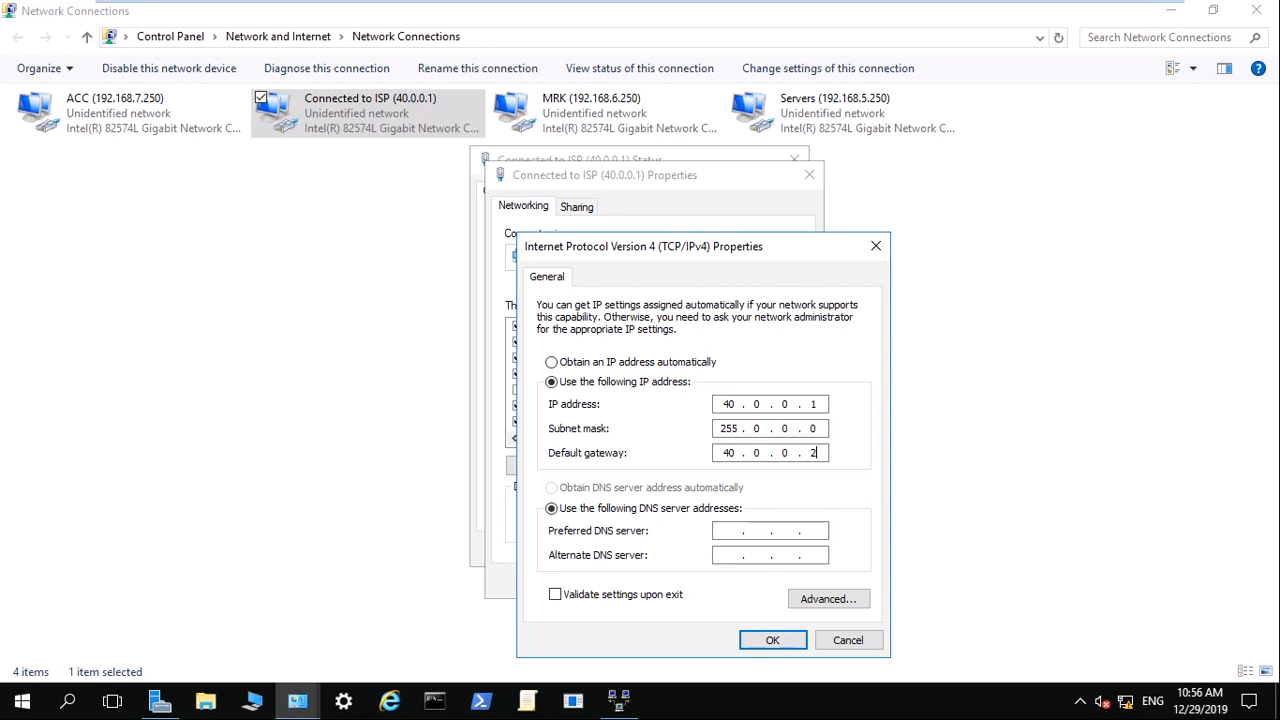 Network Connections
Control Panel Network and Internet Network Connections
Search Network Connections
Organize Disable this network device Diagnose this connection Rename this connection View status of this connection Change settings of this connection
ACC (192.168.7.250)
Unidentified network
Intel(R) 82574L Gigabit Network C...
Connected to ISP (40.0.0.1)
Unidentified network
Intel(R) 82574L Gigabit Network C...
MRK (192.168.6.250)
Unidentified network
Intel(R) 82574L Gigabit Network C...
Servers (192.168.5.250)
Unidentified network
Intel(R) 82574L Gigabit Network C...
Connected to ISP (40.0.0.1) Status
Connected to ISP (40.0.0.1) Properties
Networking Sharing
Internet Protocol Version 4 (TCP/IPv4) Properties
General
You can get IP settings assigned automatically if your network supports
this capability. Otherwise, you need to ask your network administrator
for the appropriate IP settings.
Obtain an IP address automatically
Use the following IP address:
IP address: 40 . 0 . 0 . 1
Subnet mask: 255 . 0 . 0 . 0
Default gateway: 40 . 0 . 0 . 2
Obtain DNS server address automatically
Use the following DNS server addresses:
Preferred DNS server: . . .
Alternate DNS server: . . .
Validate settings upon exit
Advanced...
OK Cancel
4 items 1 item selected
ENG
10:56 AM
12/29/2019